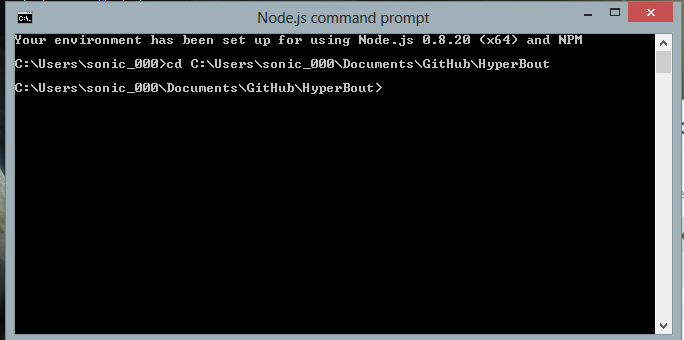 Node.js command prompt
Your environment has been set up for using Node.js 0.8.20 (x64) and NPM
C:\Users\sonic_000>cd C:\Users\sonic_000\Documents\GitHub\HyperBout
C:\Users\sonic_000\Documents\GitHub\HyperBout>